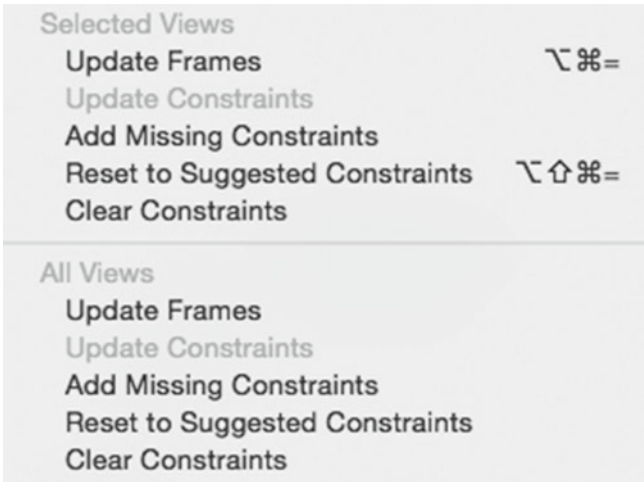 Selected Views
Update Frames ⌥⌘=
Update Constraints
Add Missing Constraints
Reset to Suggested Constraints ⌥⇧⌘=
Clear Constraints
All Views
Update Frames
Update Constraints
Add Missing Constraints
Reset to Suggested Constraints
Clear Constraints